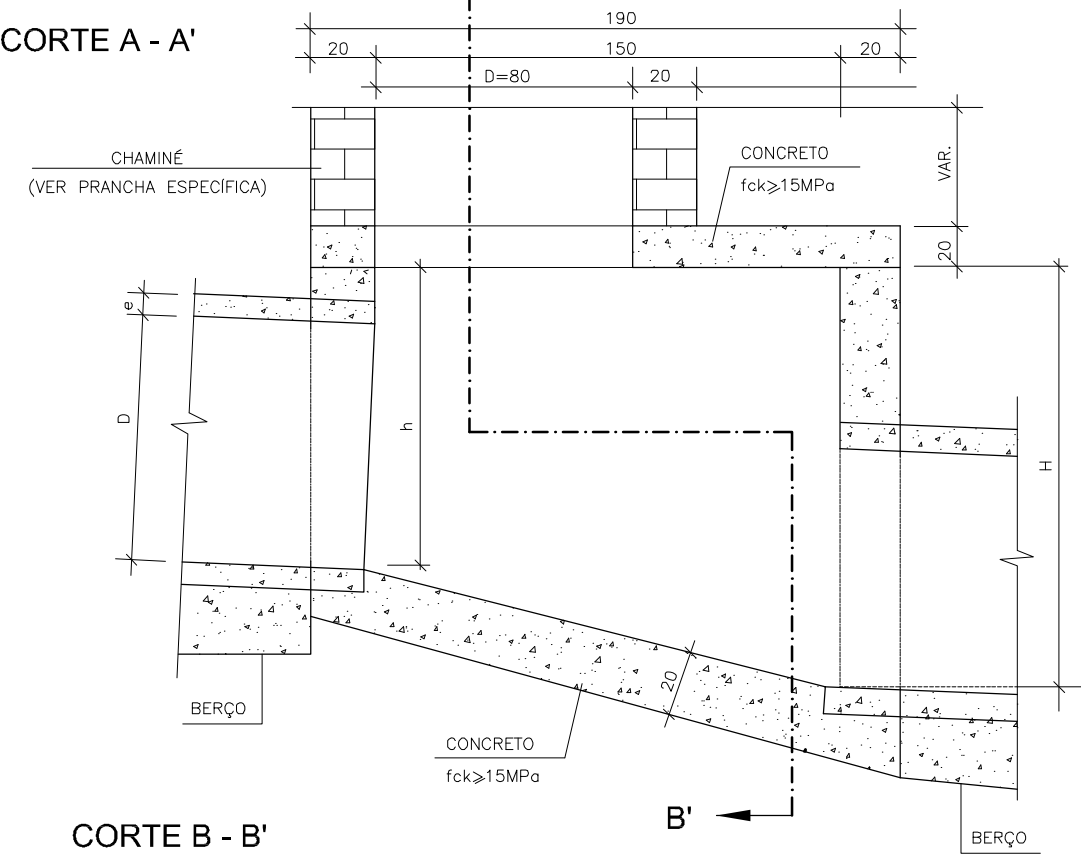 CORTE A - A'
190
20
150
20
D=80
20
CHAMINÉ
(VER PRANCHA ESPECÍFICA)
CONCRETO
fck⩾15MPa
VAR.
20
e
D
h
H
20
BERÇO
CONCRETO
fck⩾15MPa
B'
CORTE B - B'
BERÇO